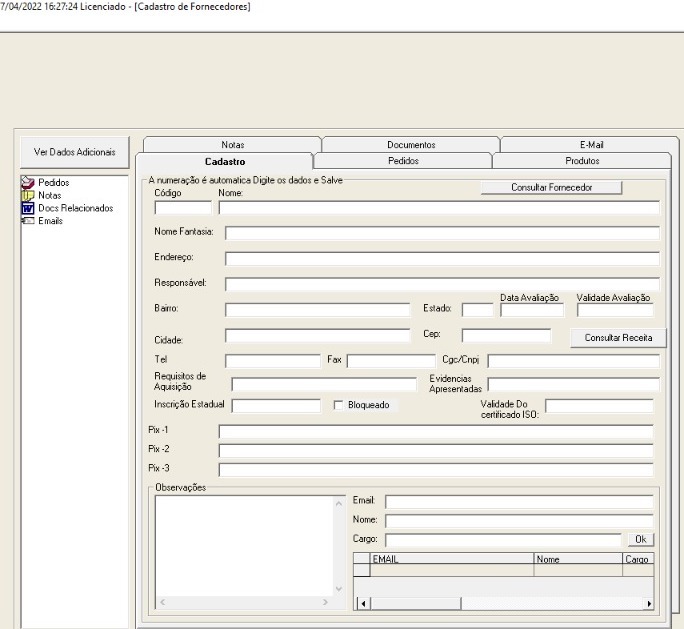 7/04/2022 16:27:24 Licenciado - [Cadastro de Fornecedores]
Ver Dados Adicionais
Pedidos
Notas
Docs Relacionados
Emails
Notas Documentos E-Mail
Cadastro Pedidos Produtos
A numeração é automatica Digite os dados e Salve
Consultar Fornecedor
Código Nome:
Nome Fantasia:
Endereço:
Responsável:
Data Avaliação Validade Avaliação
Bairro: Estado:
Cidade: Cep: Consultar Receita
Tel Fax Cgc/Cnpj
Requisitos de
Aquisição
Evidencias
Apresentadas
Inscrição Estadual Bloqueado
Validade Do
certificado ISO:
Pix -1
Pix -2
Pix -3
Observações
Email:
Nome:
Cargo: Ok
EMAIL Nome Cargo